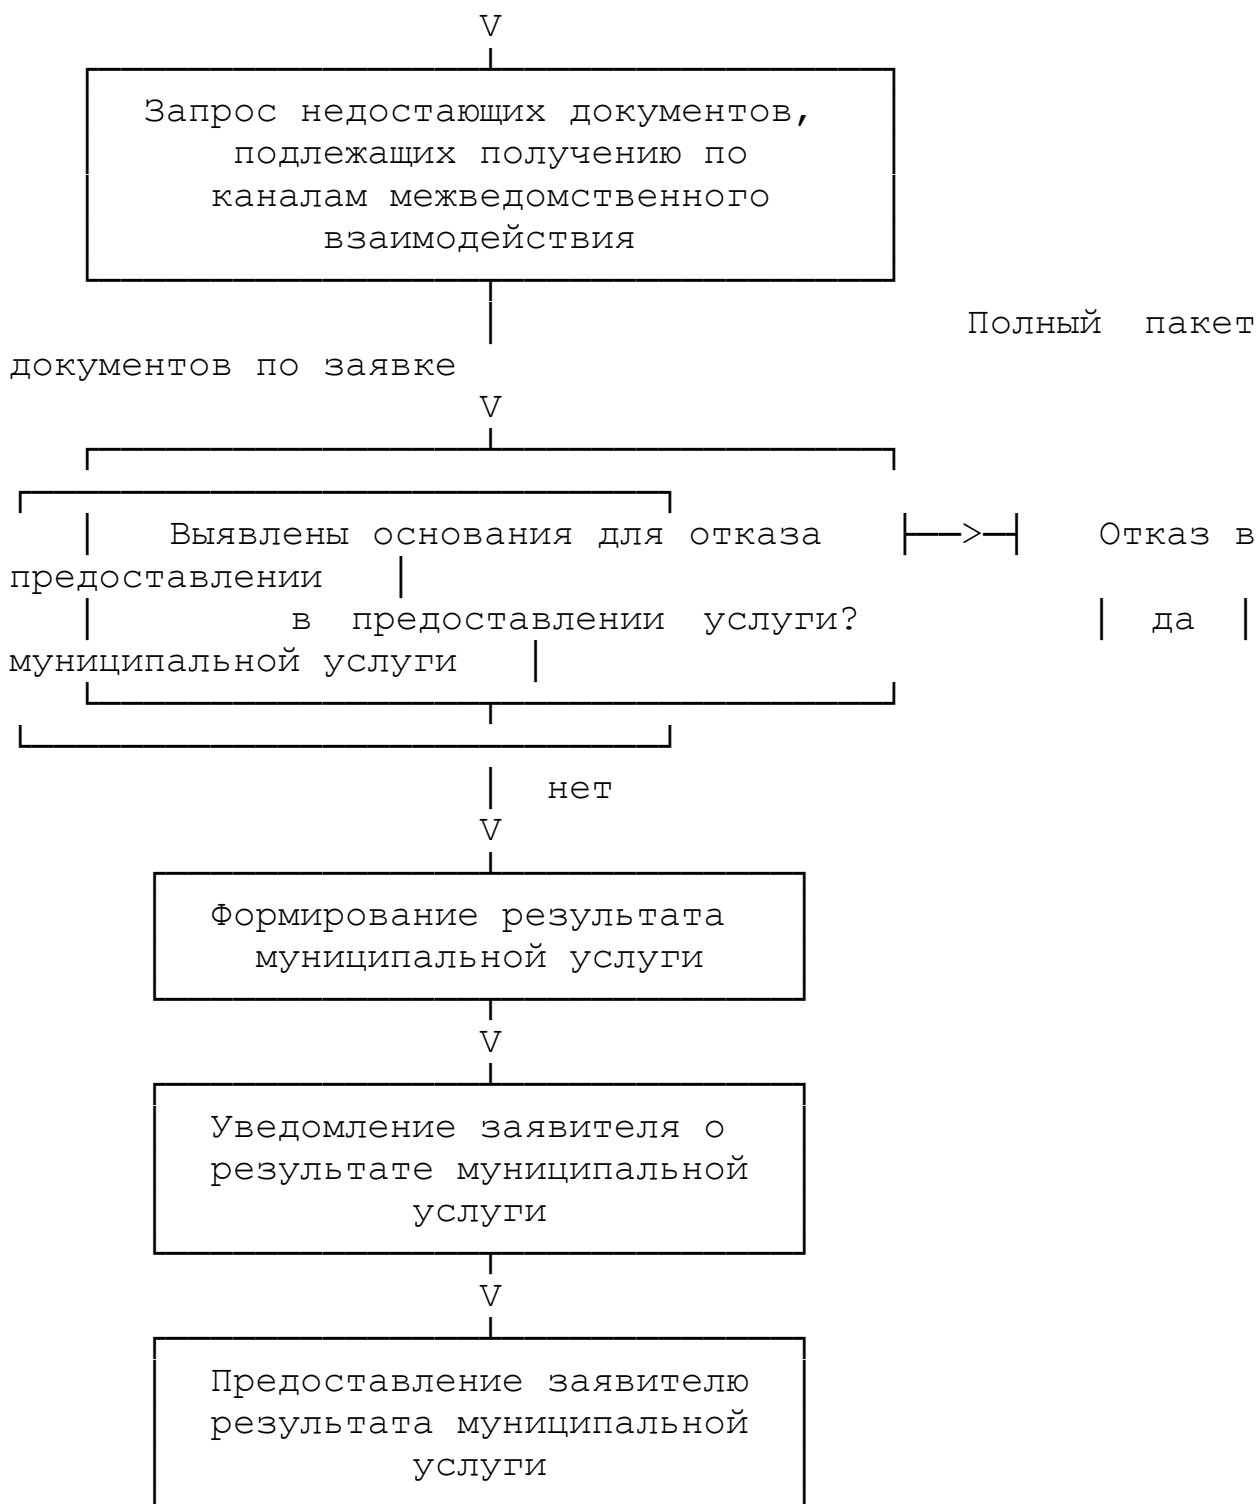 V
Запрос недостающих документов,
подлежащих получению по
каналам межведомственного
взаимодействия
Полный пакет
документов по заявке
V
Выявлены основания для отказа ├──>─┤ Отказ в
предоставлении │
│ в предоставлении услуги? │ да │
муниципальной услуги │
│ нет
V
Формирование результата
муниципальной услуги
V
Уведомление заявителя о
результате муниципальной
услуги
V
Предоставление заявителю
результата муниципальной
услуги